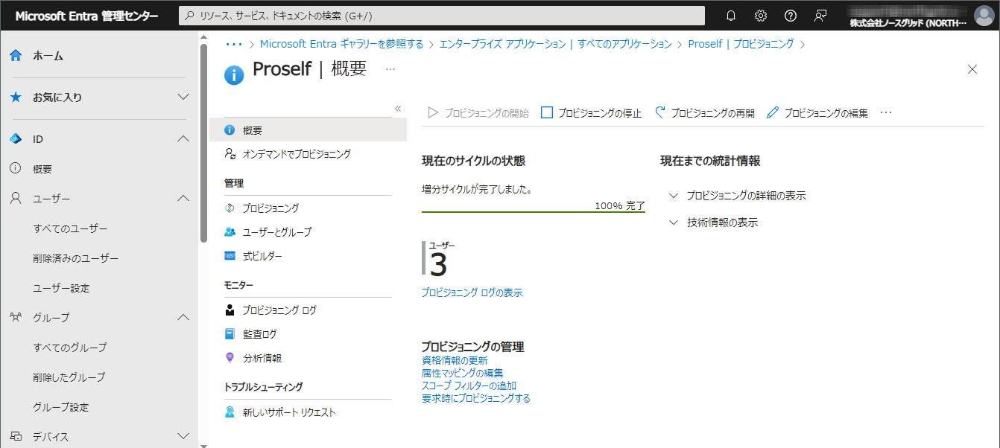 Microsoft Entra 管理センター
リソース、サービス、ドキュメントの検索 (G+/)
株式会社ノースグリッド (NORTH…
ホーム
お気に入り
ID
概要
ユーザー
すべてのユーザー
削除済みのユーザー
ユーザー設定
グループ
すべてのグループ
削除したグループ
グループ設定
デバイス
… > Microsoft Entra ギャラリーを参照する > エンタープライズ アプリケーション | すべてのアプリケーション > Proself | プロビジョニング >
Proself | 概要 …
«
概要
オンデマンドでプロビジョニング
管理
プロビジョニング
ユーザーとグループ
式ビルダー
モニター
プロビジョニング ログ
監査ログ
分析情報
トラブルシューティング
新しいサポート リクエスト
プロビジョニングの開始 プロビジョニングの停止 プロビジョニングの再開 プロビジョニングの編集 …
現在のサイクルの状態
増分サイクルが完了しました。
100% 完了
ユーザー
3
プロビジョニング ログの表示
プロビジョニングの管理
資格情報の更新
属性マッピングの編集
スコープ フィルターの追加
要求時にプロビジョニングする
現在までの統計情報
プロビジョニングの詳細の表示
技術情報の表示